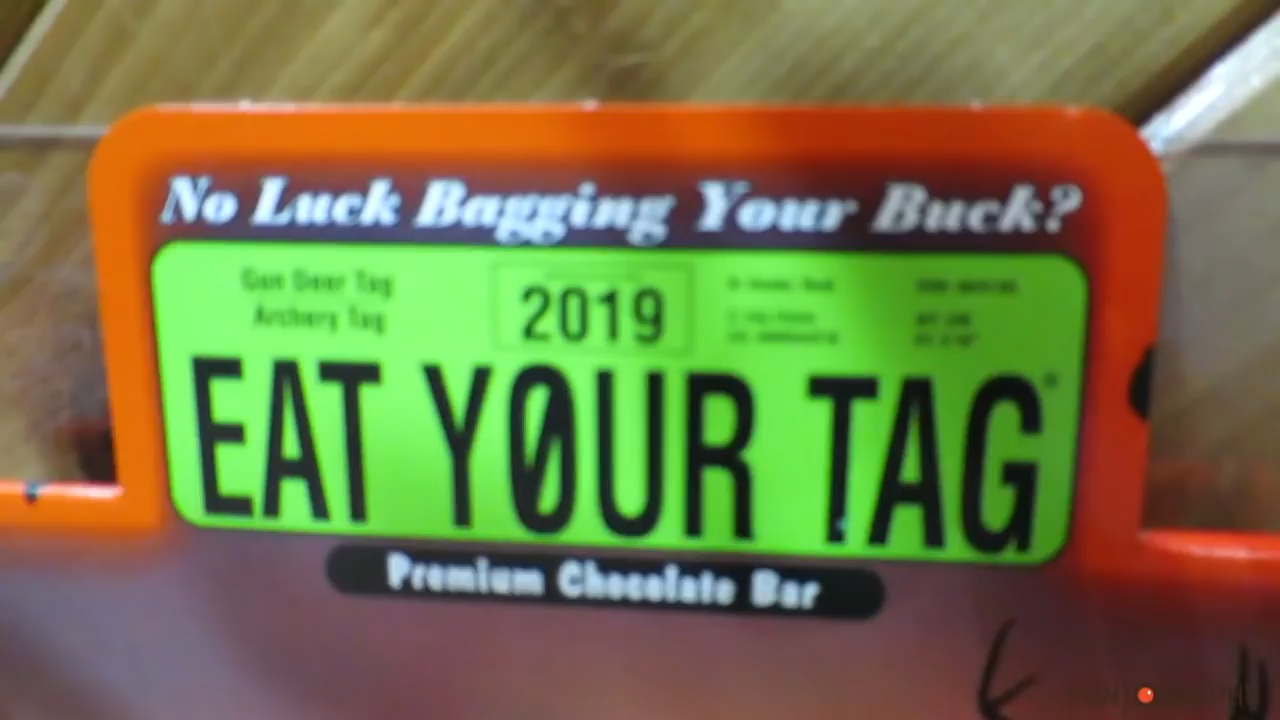 No Luck Bagging Your Buck?
Gun Deer Tag
Archery Tag
2019
EAT YØUR TAG
Premium Chocolate Bar